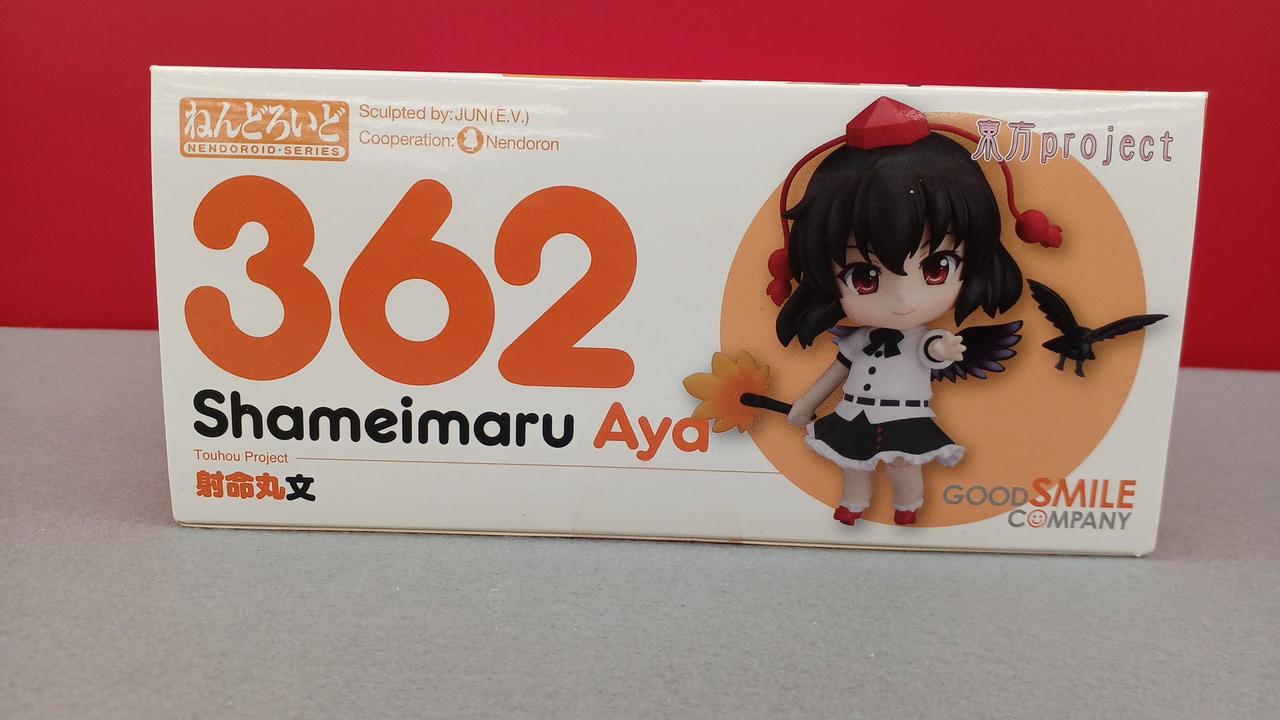 ねんどろいど
NENDOROID·SERIES
Sculpted by:JUN(E.V.)
Cooperation: Nendoron
東方project
362
Shameimaru Aya
Touhou Project
射命丸文
GOOD SMILE
COMPANY